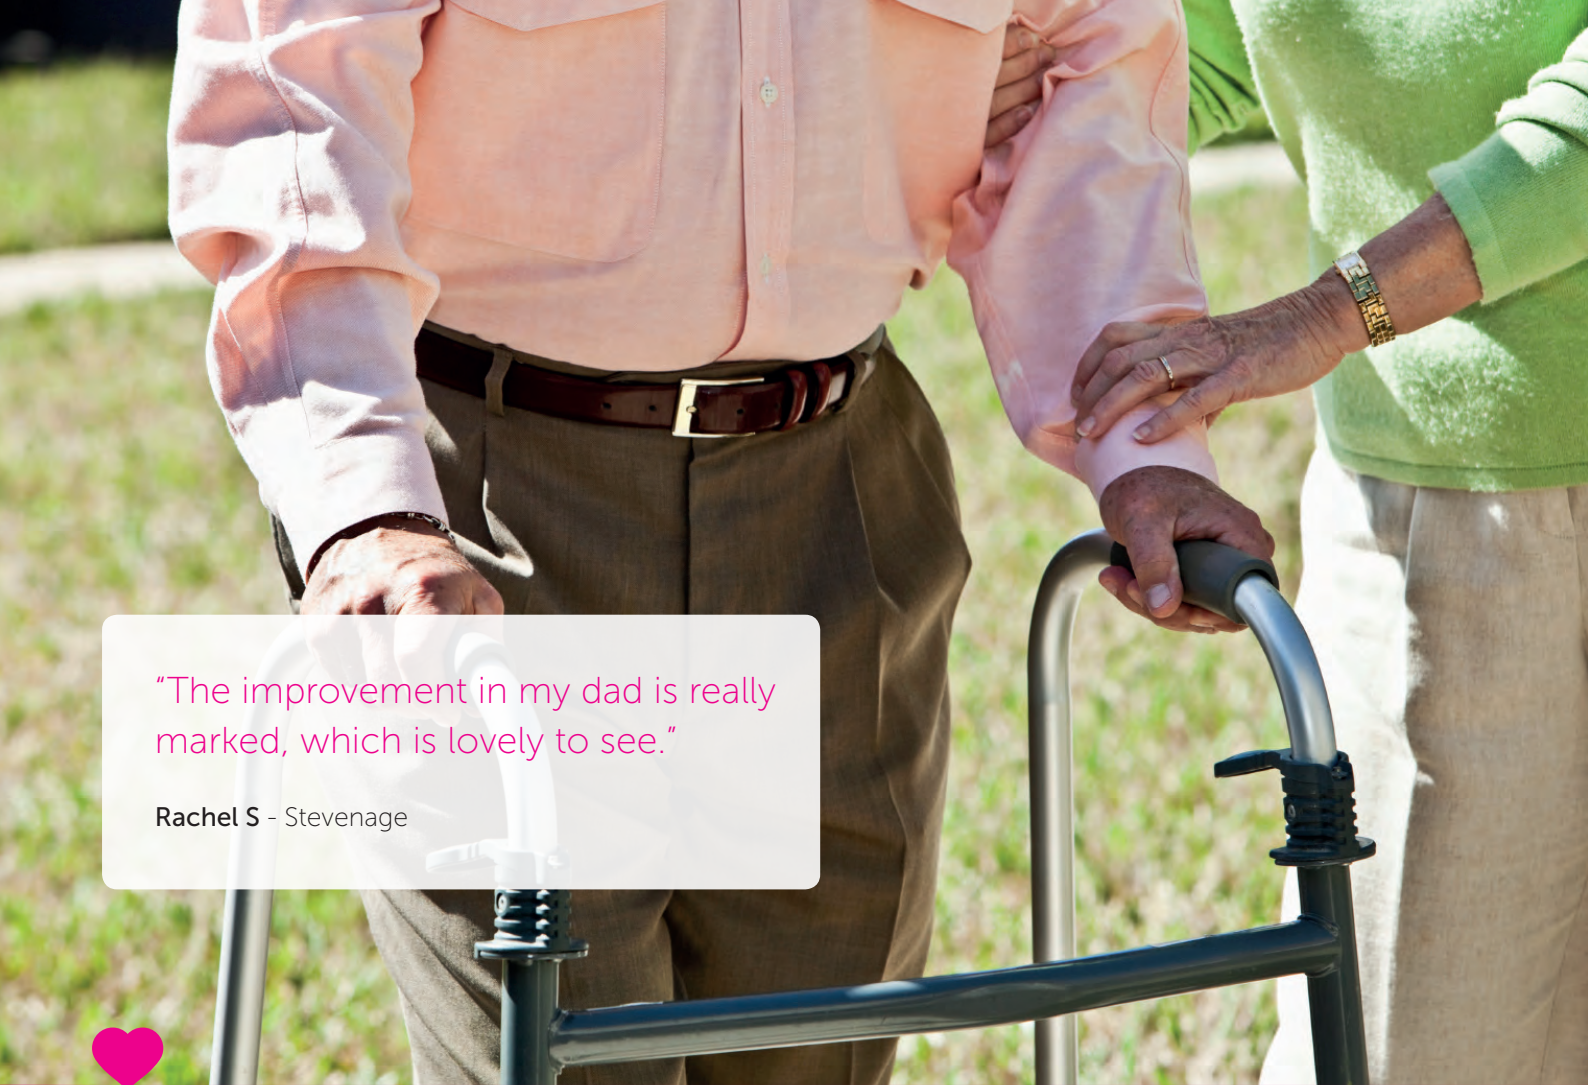 “The improvement in my dad is really
marked, which is lovely to see.”
Rachel S - Stevenage